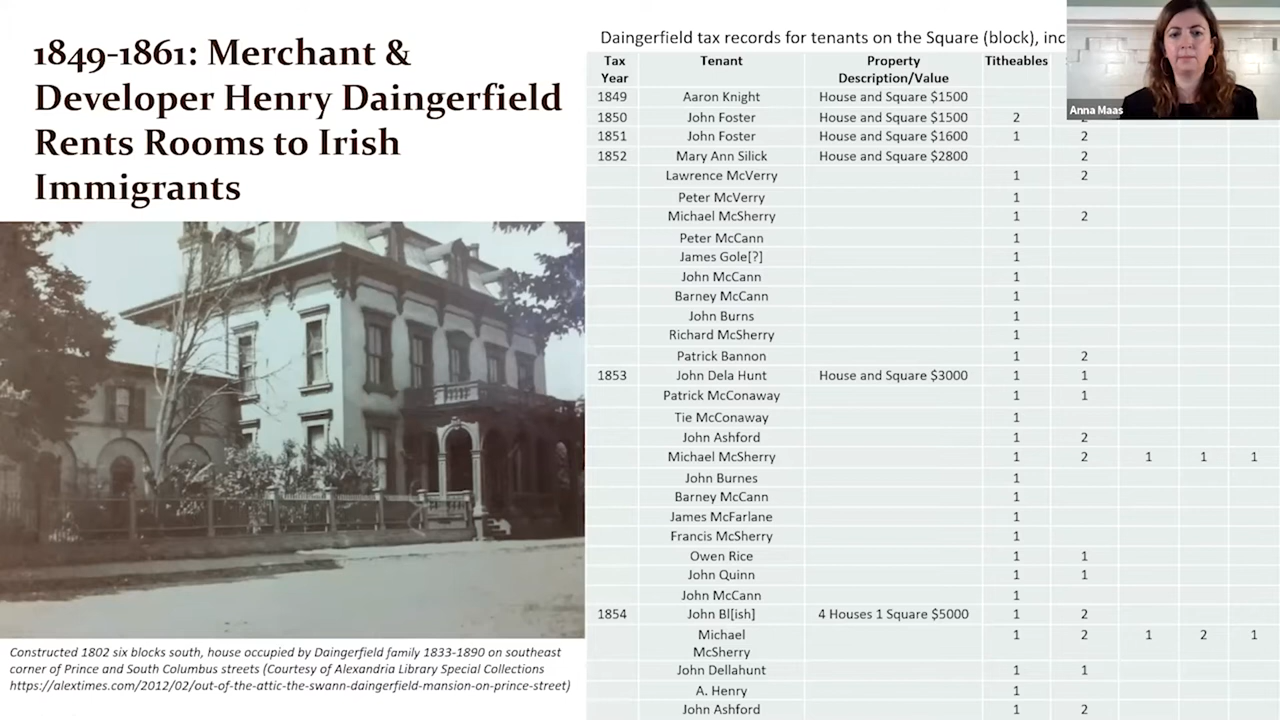 1849-1861: Merchant &
Developer Henry Daingerfield
Rents Rooms to Irish
Immigrants
Constructed 1802 six blocks south, house occupied by Daingerfield family 1833-1890 on southeast
corner of Prince and South Columbus streets (Courtesy of Alexandria Library Special Collections
https://alextimes.com/2012/02/out-of-the-attic-the-swann-daingerfield-mansion-on-prince-street)
Daingerfield tax records for tenants on the Square (block),
Tax Year Tenant Property Description/Value Titheables
1849 Aaron Knight House and Square $1500
1850 John Foster House and Square $1500 2
1851 John Foster House and Square $1600 1 2
1852 Mary Ann Silick House and Square $2800 2
Lawrence McVerry 1 2
Peter McVerry 1
Michael McSherry 1 2
Peter McCann 1
James Gole[?] 1
John McCann 1
Barney McCann 1
John Burns 1
Richard McSherry 1
Patrick Bannon 1 2
1853 John Dela Hunt House and Square $3000 1 1
Patrick McConaway 1 1
Tie McConaway 1
John Ashford 1 2
Michael McSherry 1 2 1 1 1
John Burnes 1
Barney McCann 1
James McFarlane 1
Francis McSherry 1
Owen Rice 1 1
John Quinn 1 1
John McCann 1
1854 John Bl[ish] 4 Houses 1 Square $5000 1 2
Michael McSherry 1 2 1 2 1
John Dellahunt 1 1
A. Henry 1
John Ashford 1 2
Anna Maas